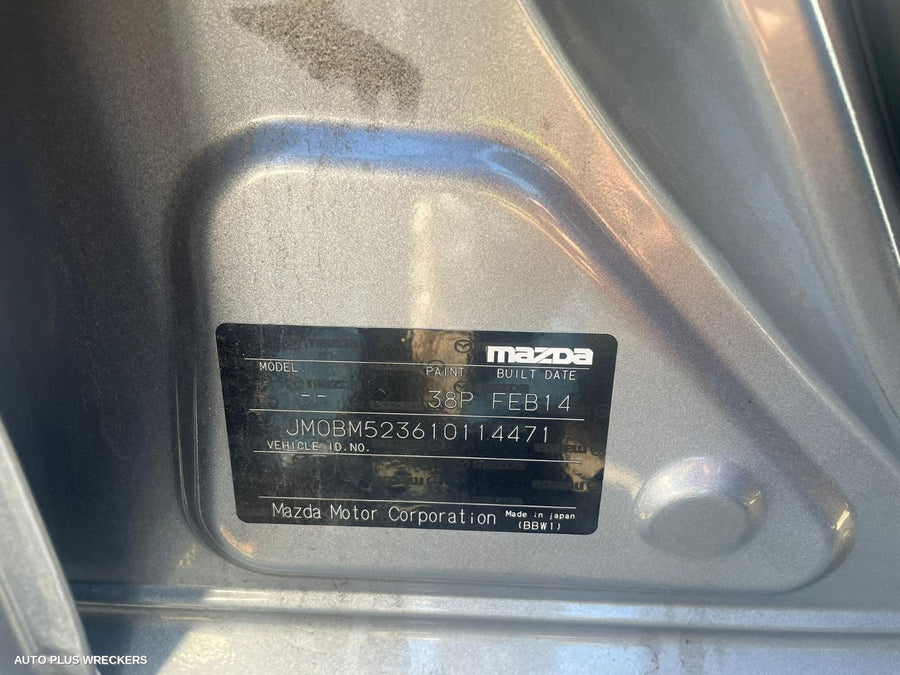 mazda
MODEL PAINT BUILT DATE
-- 38P FEB14
JM0BM523610114471
VEHICLE ID.NO.
Mazda Motor Corporation Made in japan
(BBW1)
AUTO PLUS WRECKERS